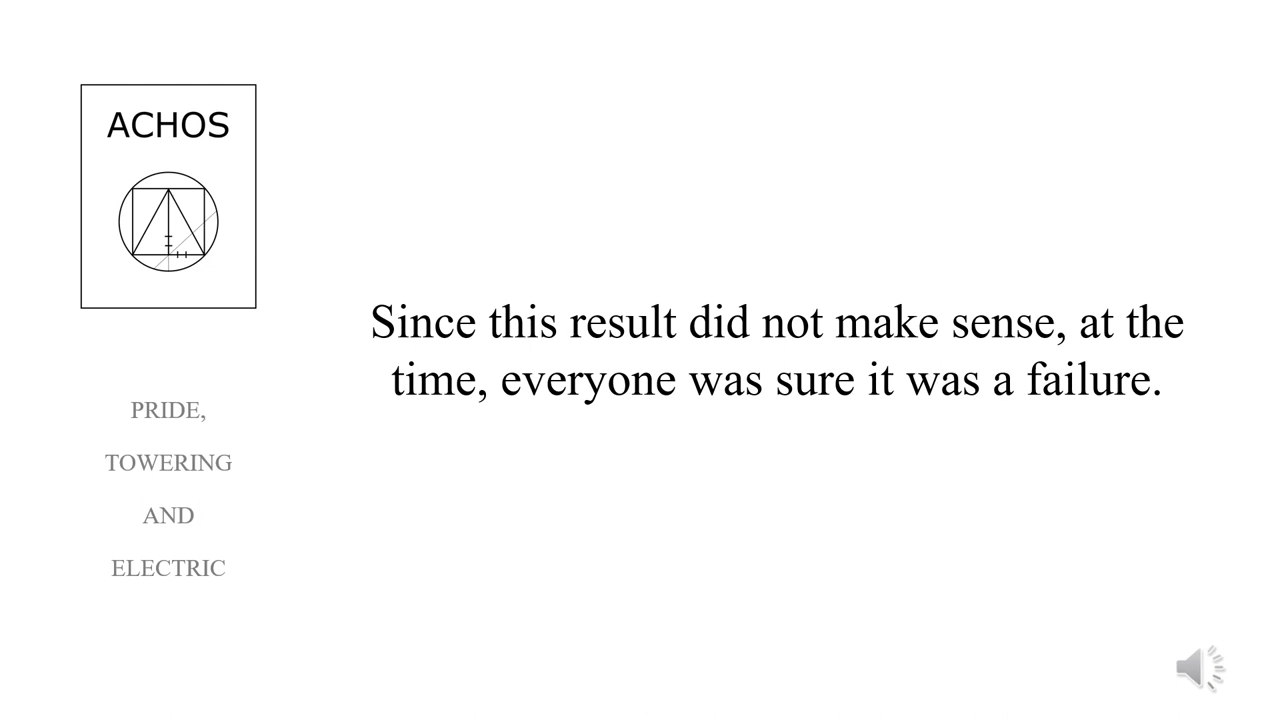 ACHOS
PRIDE,
TOWERING
AND
ELECTRIC
Since this result did not make sense, at the
time, everyone was sure it was a failure.